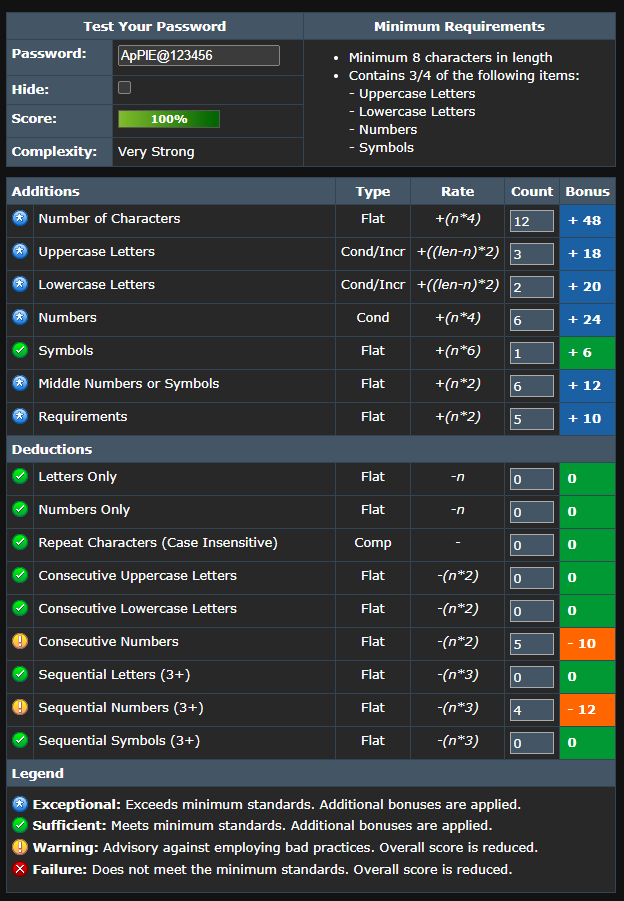 Test Your Password
Minimum Requirements
Password:
ApPlE@123456
Hide:
Score:
100%
Complexity:
Very Strong
• Minimum 8 characters in length
• Contains 3/4 of the following items:
- Uppercase Letters
- Lowercase Letters
- Numbers
- Symbols
Additions Type Rate Count Bonus
Number of Characters Flat +(n*4) 12 + 48
Uppercase Letters Cond/Incr +((len-n)*2) 3 + 18
Lowercase Letters Cond/Incr +((len-n)*2) 2 + 20
Numbers Cond +(n*4) 6 + 24
Symbols Flat +(n*6) 1 + 6
Middle Numbers or Symbols Flat +(n*2) 6 + 12
Requirements Flat +(n*2) 5 + 10
Deductions
Letters Only Flat -n 0 0
Numbers Only Flat -n 0 0
Repeat Characters (Case Insensitive) Comp - 0 0
Consecutive Uppercase Letters Flat -(n*2) 0 0
Consecutive Lowercase Letters Flat -(n*2) 0 0
Consecutive Numbers Flat -(n*2) 5 - 10
Sequential Letters (3+) Flat -(n*3) 0 0
Sequential Numbers (3+) Flat -(n*3) 4 - 12
Sequential Symbols (3+) Flat -(n*3) 0 0
Legend
Exceptional: Exceeds minimum standards. Additional bonuses are applied.
Sufficient: Meets minimum standards. Additional bonuses are applied.
Warning: Advisory against employing bad practices. Overall score is reduced.
Failure: Does not meet the minimum standards. Overall score is reduced.